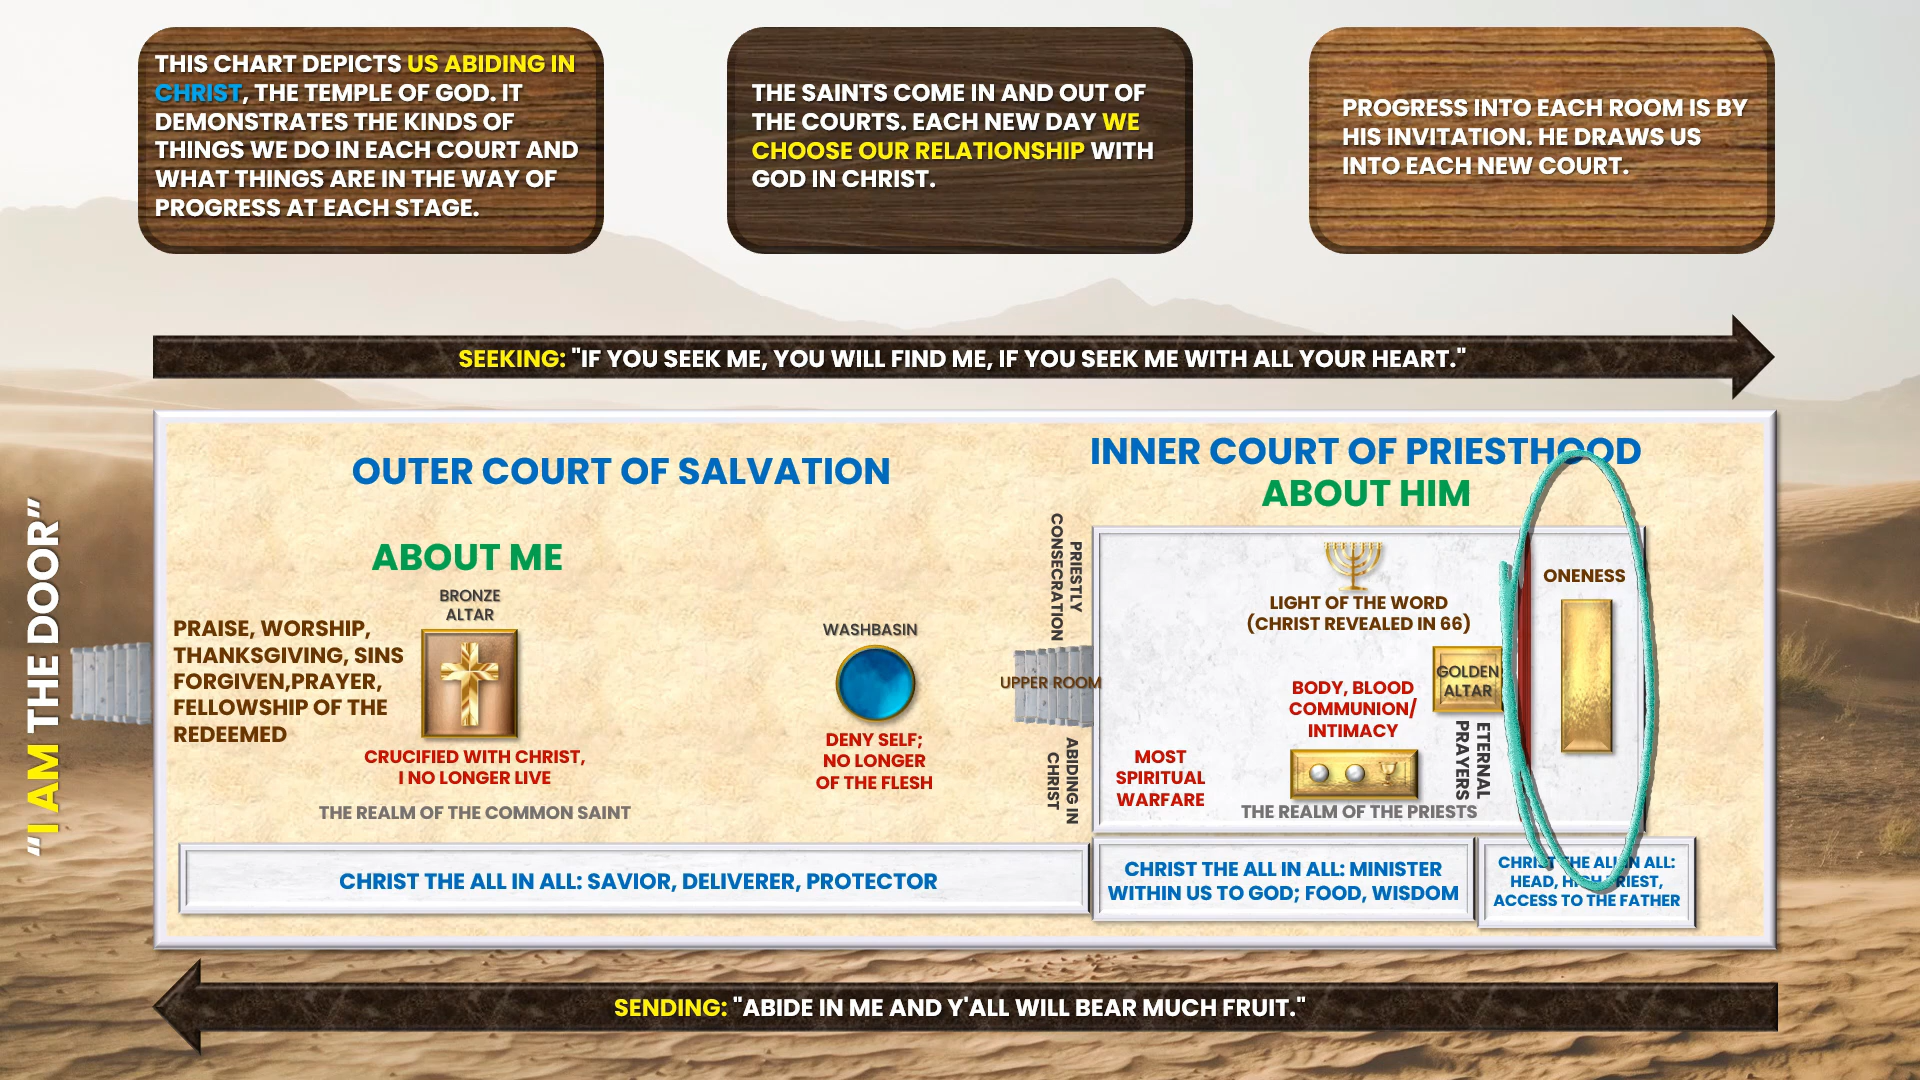 THIS CHART DEPICTS US ABIDING IN
CHRIST, THE TEMPLE OF GOD. IT
DEMONSTRATES THE KINDS OF
THINGS WE DO IN EACH COURT AND
WHAT THINGS ARE IN THE WAY OF
PROGRESS AT EACH STAGE.
THE SAINTS COME IN AND OUT OF
THE COURTS. EACH NEW DAY WE
CHOOSE OUR RELATIONSHIP WITH
GOD IN CHRIST.
PROGRESS INTO EACH ROOM IS BY
HIS INVITATION. HE DRAWS US
INTO EACH NEW COURT.
SEEKING: "IF YOU SEEK ME, YOU WILL FIND ME, IF YOU SEEK ME WITH ALL YOUR HEART."
"I AM THE DOOR"
OUTER COURT OF SALVATION
ABOUT ME
BRONZE
ALTAR
PRAISE, WORSHIP,
THANKSGIVING, SINS
FORGIVEN,PRAYER,
FELLOWSHIP OF THE
REDEEMED
CRUCIFIED WITH CHRIST,
I NO LONGER LIVE
WASHBASIN
DENY SELF;
NO LONGER
OF THE FLESH
THE REALM OF THE COMMON SAINT
CHRIST THE ALL IN ALL: SAVIOR, DELIVERER, PROTECTOR
INNER COURT OF PRIESTHOOD
ABOUT HIM
PRIESTLY
CONSECRATION
UPPER ROOM
ABIDING IN
CHRIST
LIGHT OF THE WORD
(CHRIST REVEALED IN 66)
GOLDEN
ALTAR
BODY, BLOOD
COMMUNION/
INTIMACY
ETERNAL
PRAYERS
MOST
SPIRITUAL
WARFARE
THE REALM OF THE PRIESTS
ONENESS
CHRIST THE ALL IN ALL: MINISTER
WITHIN US TO GOD; FOOD, WISDOM
CHRIST THE ALL IN ALL:
HEAD, HIGH PRIEST,
ACCESS TO THE FATHER
SENDING: "ABIDE IN ME AND Y'ALL WILL BEAR MUCH FRUIT."